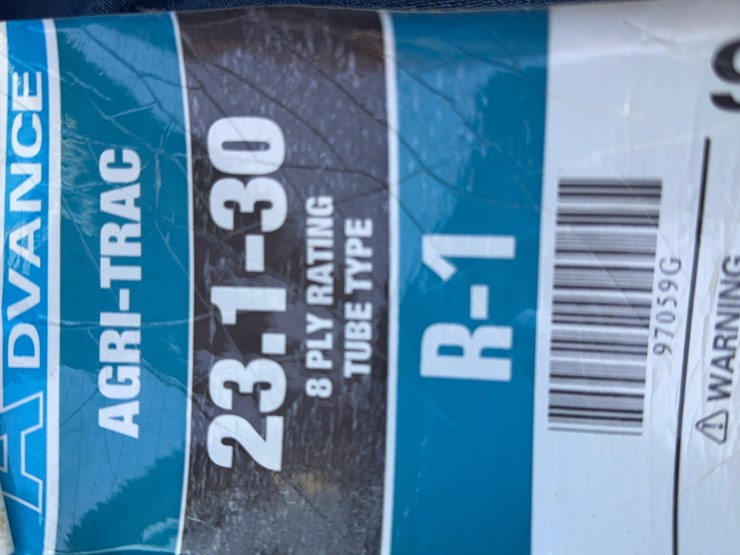 ADVANCE
AGRI-TRAC
23.1-30
8 PLY RATING
TUBE TYPE
R-1
97059G
WARNING